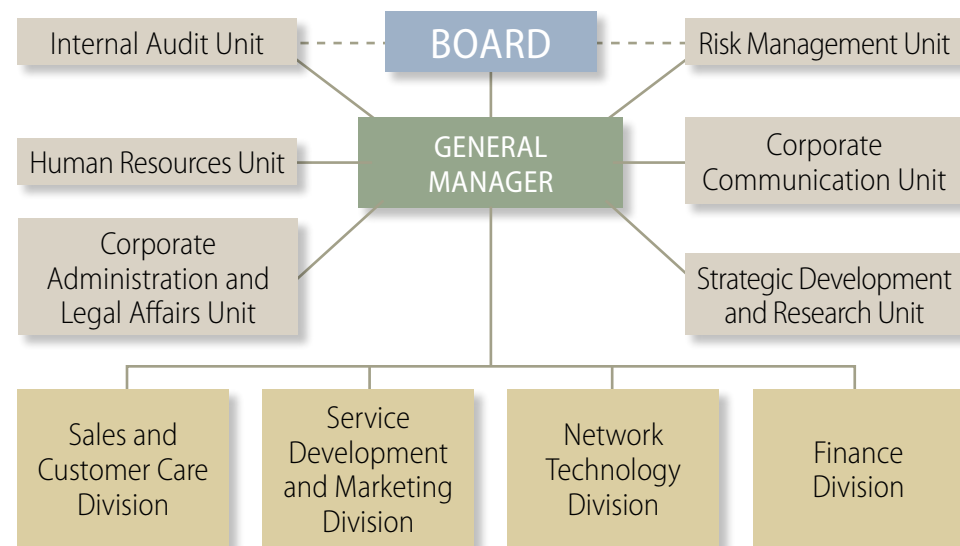 Internal Audit Unit
BOARD
Risk Management Unit
GENERAL
MANAGER
Human Resources Unit
Corporate
Communication Unit
Corporate
Administration and
Legal Affairs Unit
Strategic Development
and Research Unit
Sales and
Customer Care
Division
Service
Development
and Marketing
Division
Network
Technology
Division
Finance
Division